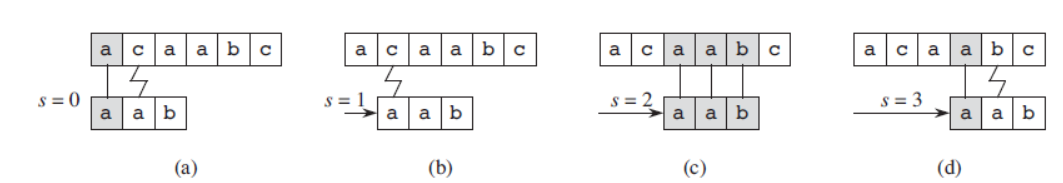 a c a a b c a c a a b c a c a a b c a c a a b c
s = 0 a a b s = 1 a a b s = 2 a a b s = 3 a a b
(a) (b) (c) (d)